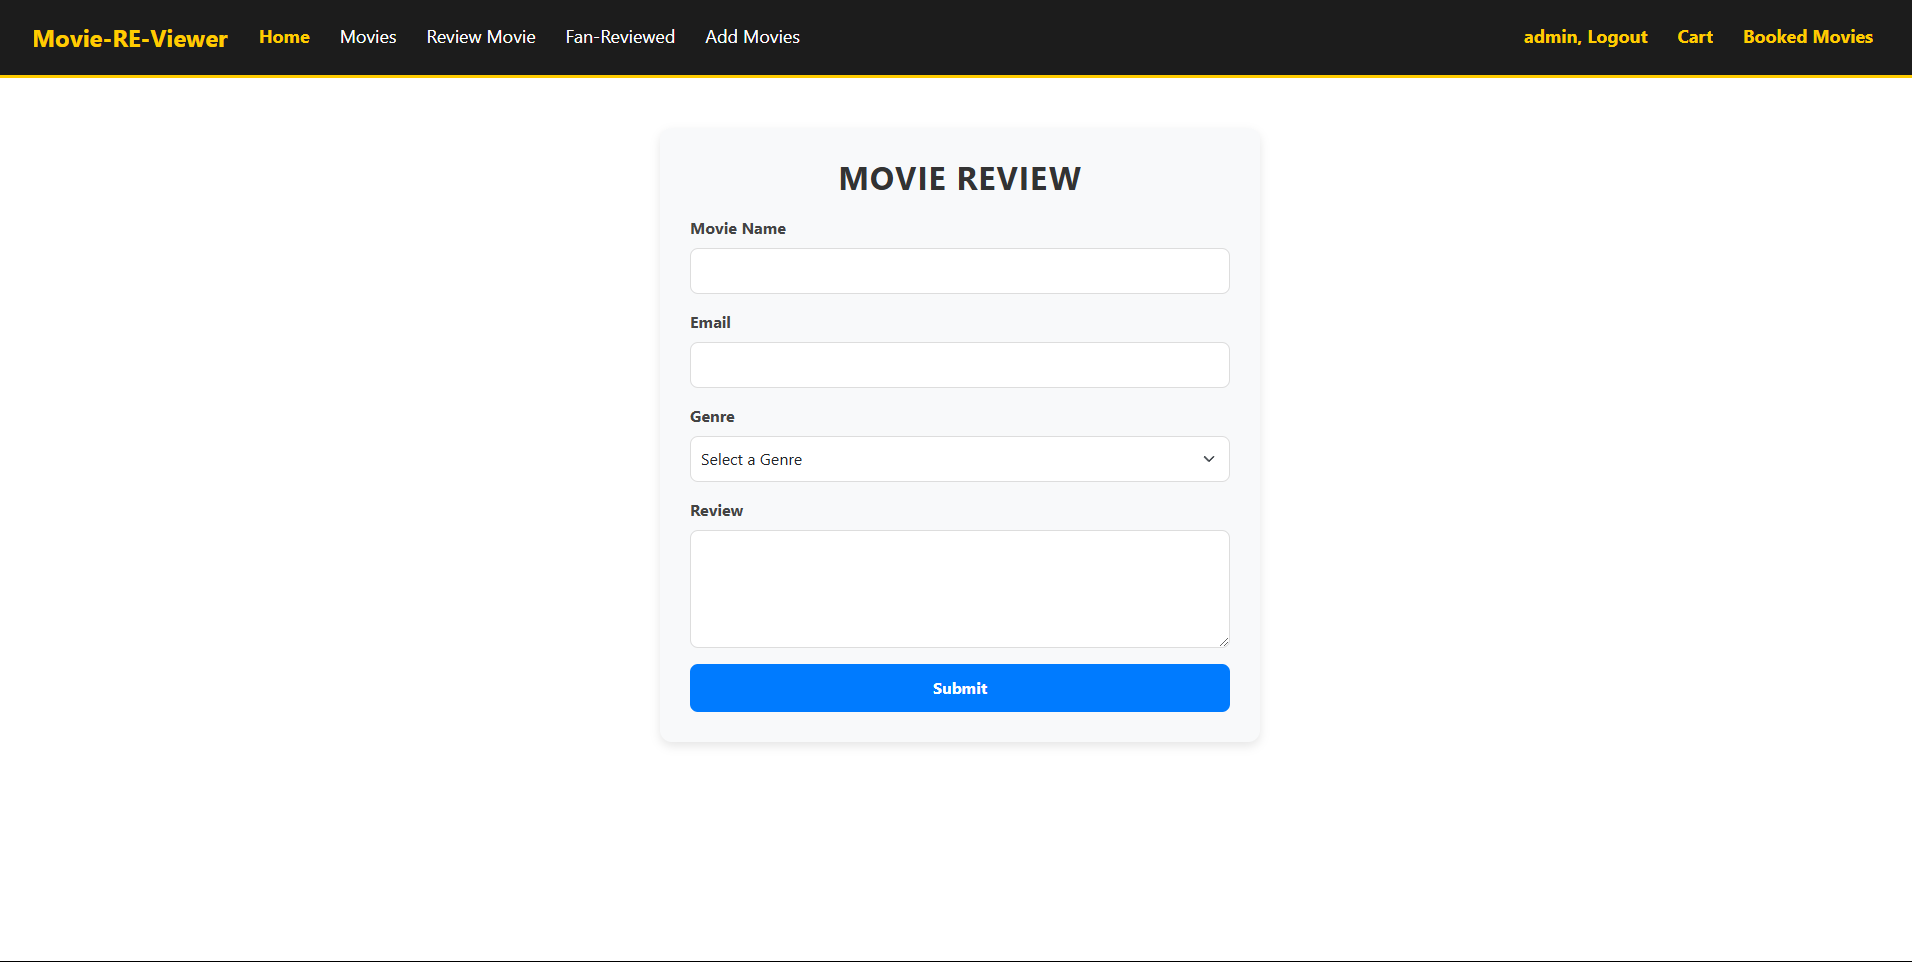 Movie-RE-Viewer Home Movies Review Movie Fan-Reviewed Add Movies admin, Logout Cart Booked Movies
MOVIE REVIEW
Movie Name
Email
Genre
Select a Genre
Review
Submit